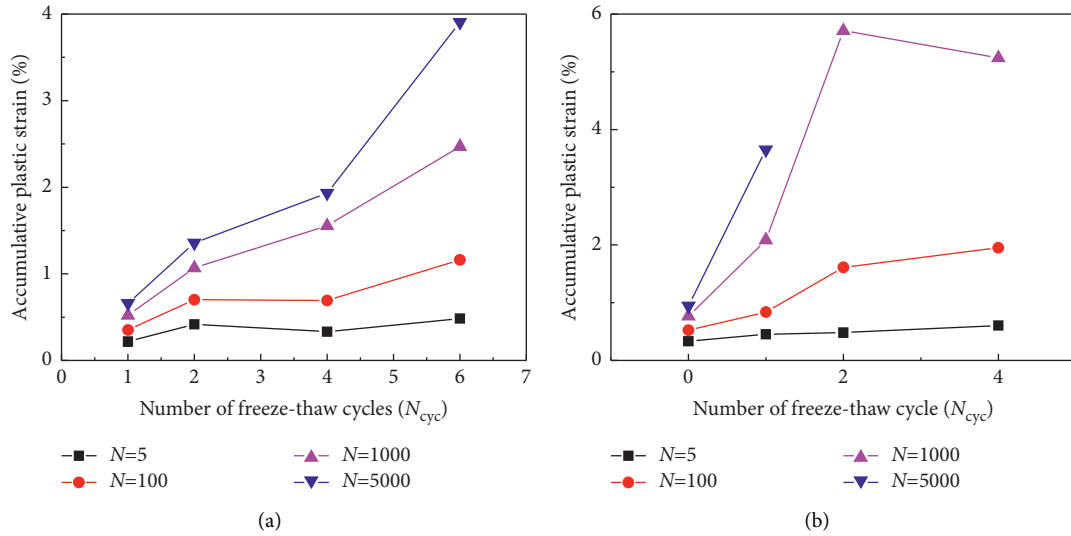 4
3
2
1
0
Accumulative plastic strain (%)
0 1 2 4 6 7
Number of freeze-thaw cycles (Ncyc)
N=5 N=1000
N=100 N=5000
(a)
6
4
2
0
Accumulative plastic strain (%)
0 2 4
Number of freeze-thaw cycle (Ncyc)
N=5 N=1000
N=100 N=5000
(b)